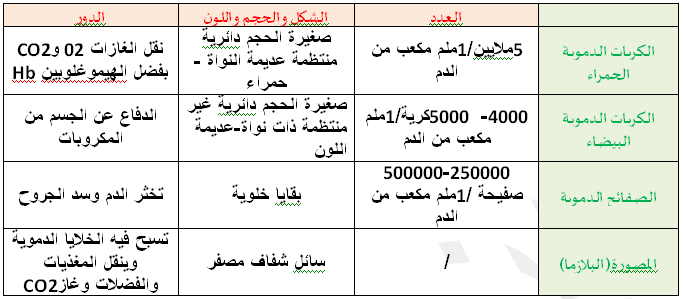 العدد
الشكل والحجم واللون
الدور
الكريات الدموية
الحمراء
5ملايين/1ملم مكعب من
الدم
صغيرة الحجم دائرية
منتظمة عديمة النواة -
حمراء
نقل الغازات 02 وCO2
بفضل الهيموغلوبين Hb
الكريات الدموية
البيضاء
4000- 5000كرية/1ملم
مكعب من الدم
صغيرة الحجم دائرية غير
منتظمة ذات نواة-عديمة
اللون
الدفاع عن الجسم من
المكروبات
الصفائح الدموية
250000-500000
صفيحة /1ملم مكعب من
الدم
بقايا خلوية
تخثر الدم وسد الجروح
المصورة(البلازما)
/
سائل شفاف مصفر
تسبح فيه الخلايا الدموية
وينقل المغذيات
والفضلات وغازCO2